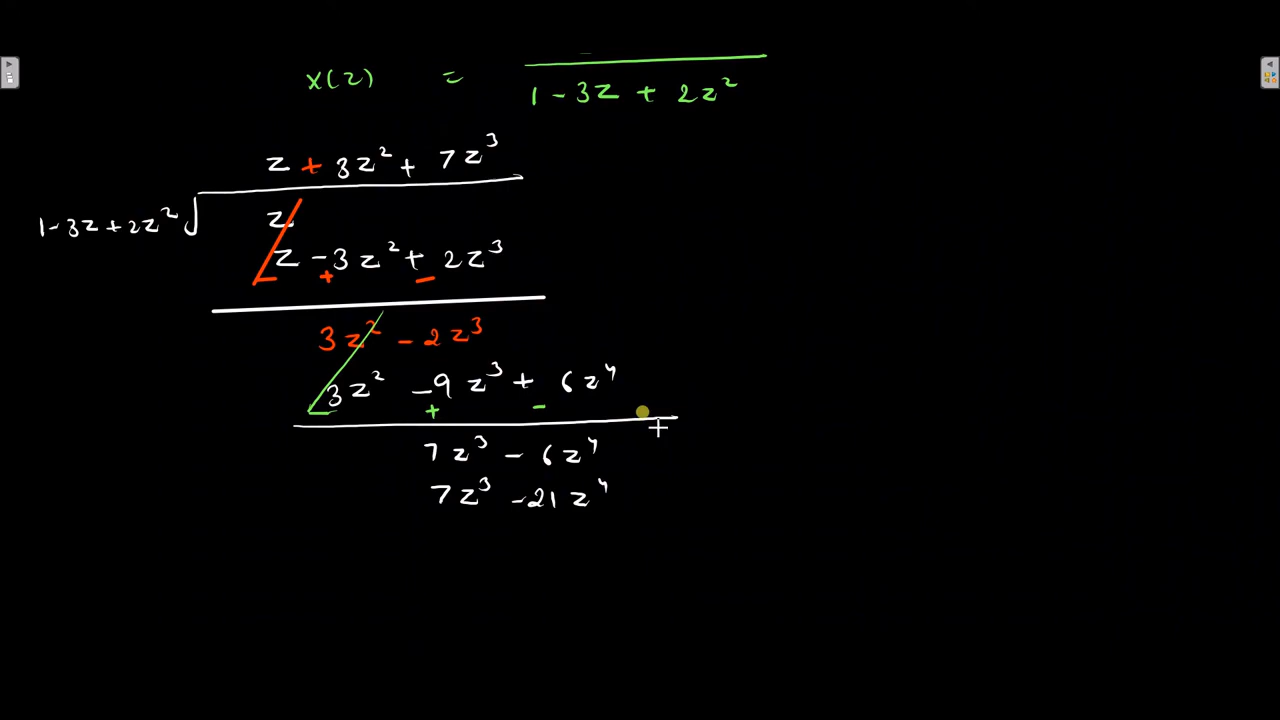 x(z) =
1 - 3z + 2z²
z + 3z² + 7z³
1 - 3z + 2z² √ z
z - 3z² + 2z³
- + -
3z² - 2z³
3z² - 9z³ + 6z⁴
- + -
7z³ - 6z⁴
7z³ - 21z⁴